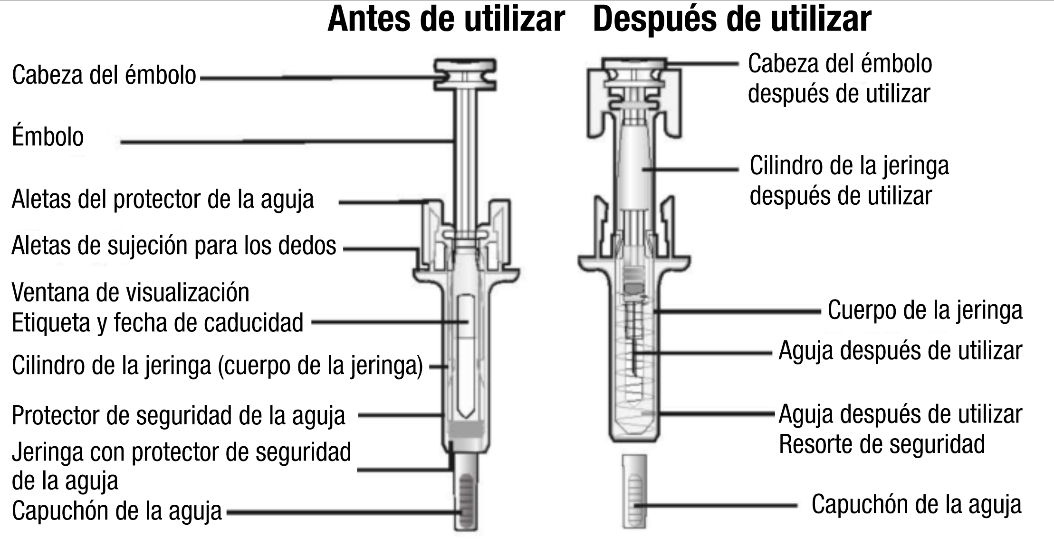 Antes de utilizar
Cabeza del émbolo
Émbolo
Aletas del protector de la aguja
Aletas de sujeción para los dedos
Ventana de visualización
Etiqueta y fecha de caducidad
Cilindro de la jeringa (cuerpo de la jeringa)
Protector de seguridad de la aguja
Jeringa con protector de seguridad
de la aguja
Capuchón de la aguja
Después de utilizar
Cabeza del émbolo
después de utilizar
Cilindro de la jeringa
después de utilizar
Cuerpo de la jeringa
Aguja después de utilizar
Aguja después de utilizar
Resorte de seguridad
Capuchón de la aguja